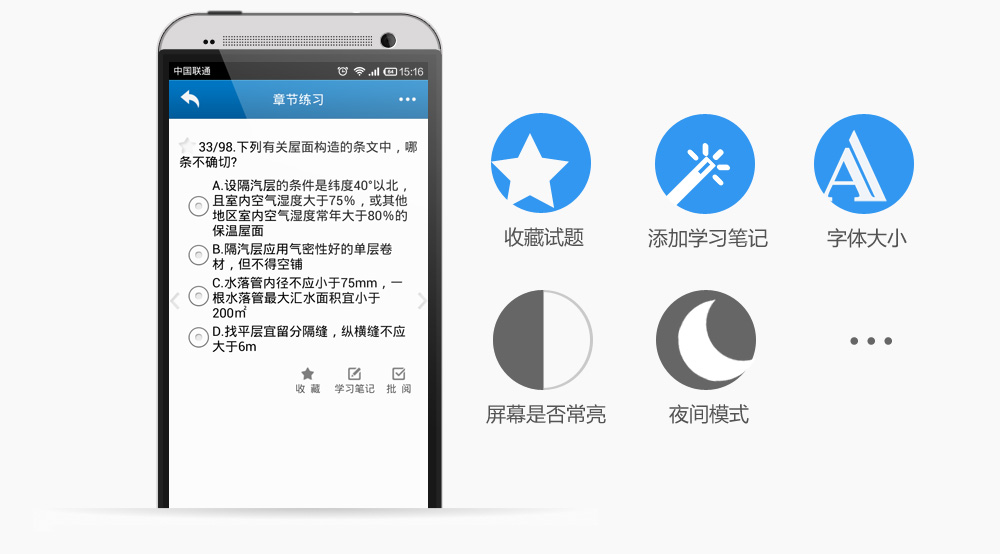 中国联通
84
15:16
章节练习
33/98.下列有关屋面构造的条文中，哪
条不确切?
A.设隔汽层的条件是纬度40°以北，
且室内空气湿度大于75%，或其他
地区室内空气湿度常年大于80%的
保温屋面
B.隔汽层应用气密性好的单层卷
材，但不得空铺
C.水落管内径不应小于75mm，一
根水落管最大汇水面积宜小于
200㎡
D.找平层宜留分隔缝，纵横缝不应
大于6m
收 藏
学习笔记
批 阅
收藏试题
添加学习笔记
字体大小
屏幕是否常亮
夜间模式